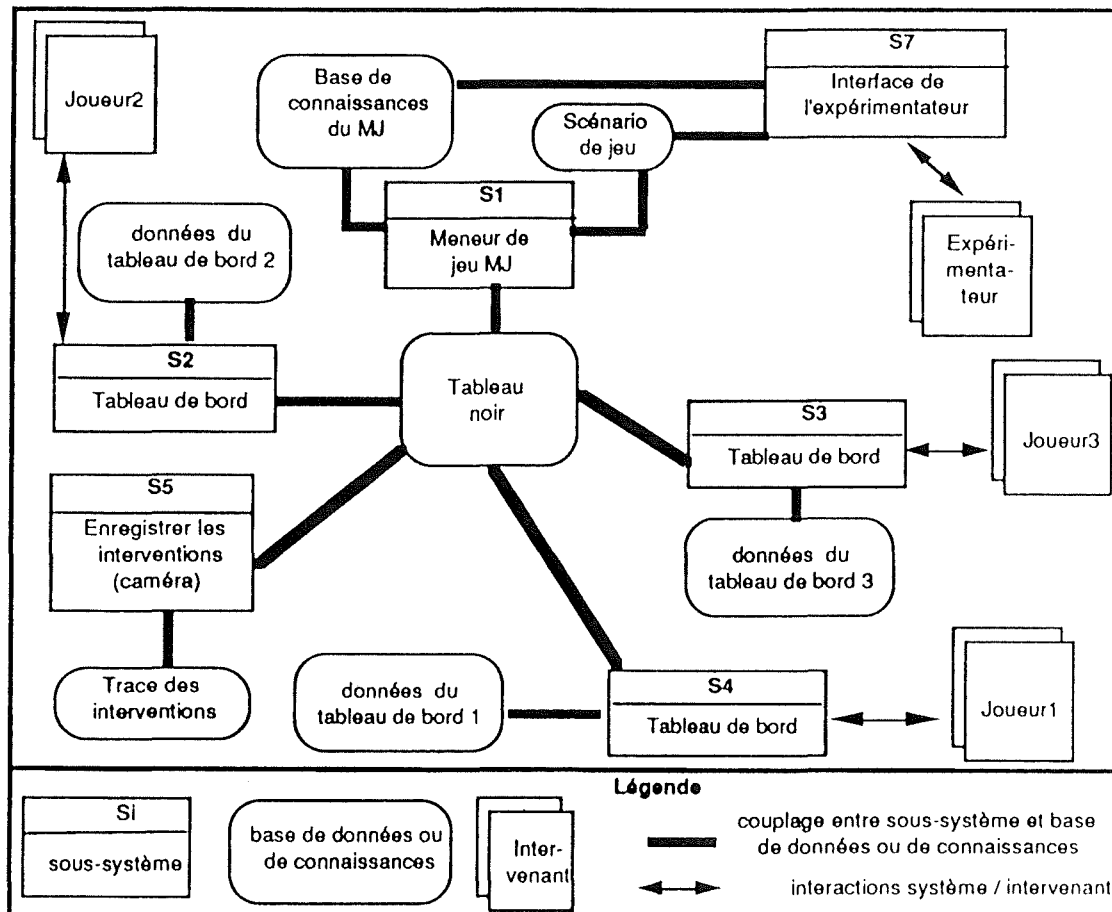 S7
Interface de
l'expérimentateur
Joueur2
Base de
connaissances
du MJ
Scénario
de jeu
S1
Meneur de
jeu MJ
Expéri-
menta-
teur
données du
tableau de bord 2
S2
Tableau de bord
Tableau
noir
S3
Tableau de bord
Joueur3
S5
Enregistrer les
interventions
(caméra)
données du
tableau de bord 3
Trace des
interventions
données du
tableau de bord 1
S4
Tableau de bord
Joueur1
Légende
Si
sous-système
base de données ou
de connaissances
Inter-
venant
couplage entre sous-système et base
de données ou de connaissances
interactions système / intervenant